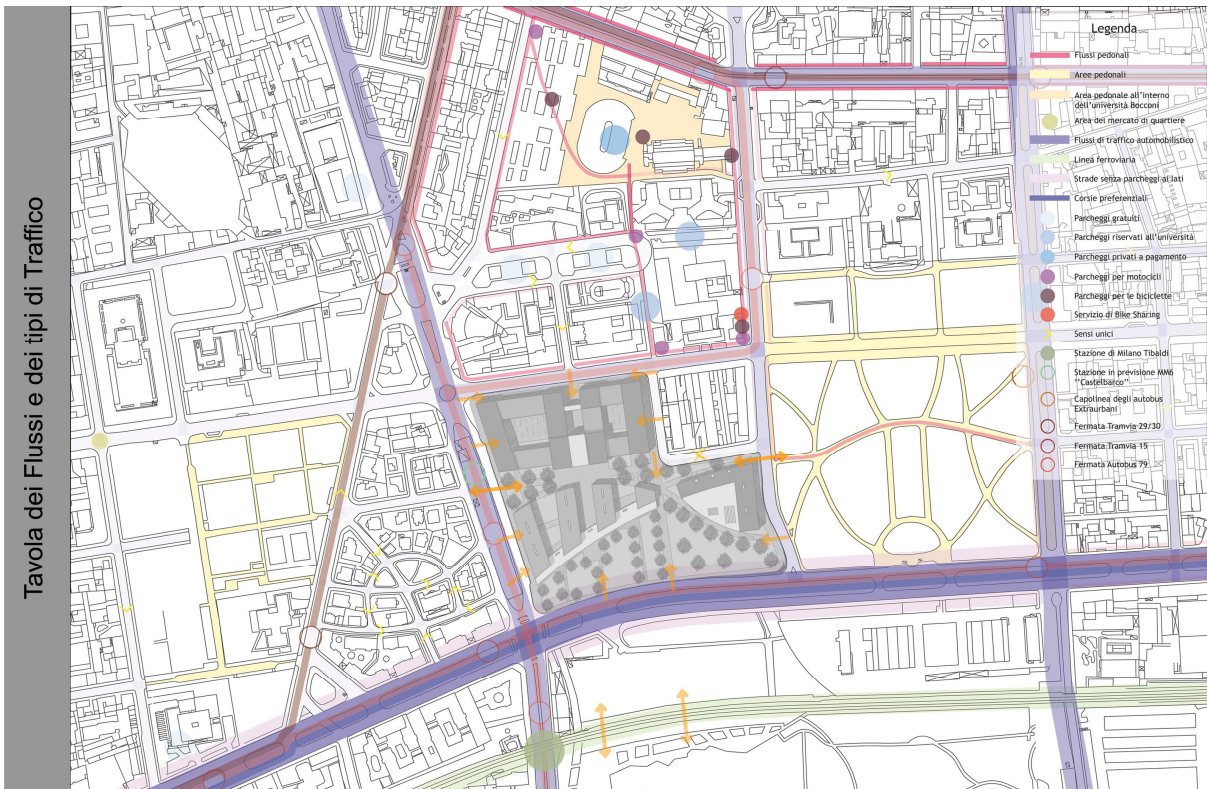 Tavola dei Flussi e dei tipi di Traffico
Legenda
Flussi pedonali
Aree pedonali
Area pedonale all'interno
dell'università Bocconi
Area del mercato di quartiere
Flussi di traffico automobilistico
Linea ferroviaria
Strade senza parcheggi ai lati
Corsie preferenziali
Parcheggi gratuiti
Parcheggi riservati all'università
Parcheggi privati a pagamento
Parcheggi per motocicli
Parcheggi per le biciclette
Servizio di Bike Sharing
Sensi unici
Stazione di Milano Tibaldi
Stazione in previsione MM6
"Castelbarco"
Capolinea degli autobus
Extraurbani
Fermata Tramvia 29/30
Fermata Tramvia 15
Fermata Autobus 79